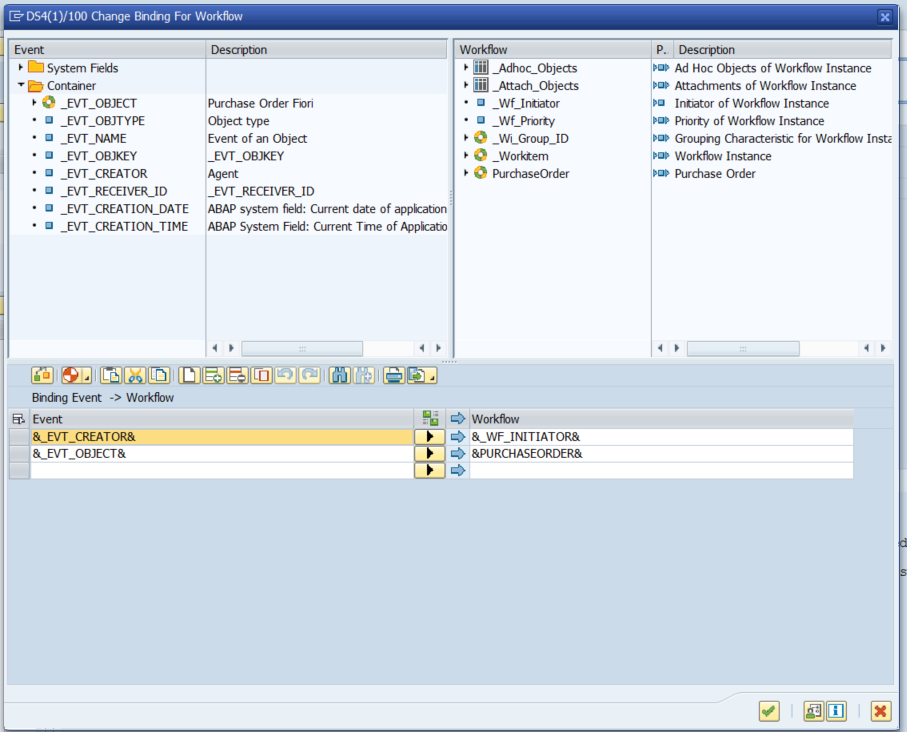 DS4(1)/100 Change Binding For Workflow
Event Description
System Fields
Container
_EVT_OBJECT Purchase Order Fiori
_EVT_OBJTYPE Object type
_EVT_NAME Event of an Object
_EVT_OBJKEY _EVT_OBJKEY
_EVT_CREATOR Agent
_EVT_RECEIVER_ID _EVT_RECEIVER_ID
_EVT_CREATION_DATE ABAP system field: Current date of application
_EVT_CREATION_TIME ABAP System Field: Current Time of Applicatio
Workflow P. Description
_Adhoc_Objects Ad Hoc Objects of Workflow Instance
_Attach_Objects Attachments of Workflow Instance
_Wf_Initiator Initiator of Workflow Instance
_Wf_Priority Priority of Workflow Instance
_Wi_Group_ID Grouping Characteristic for Workflow Insta
_Workitem Workflow Instance
PurchaseOrder Purchase Order
Binding Event -> Workflow
Event Workflow
&_EVT_CREATOR& &_WF_INITIATOR&
&_EVT_OBJECT& &PURCHASEORDER&